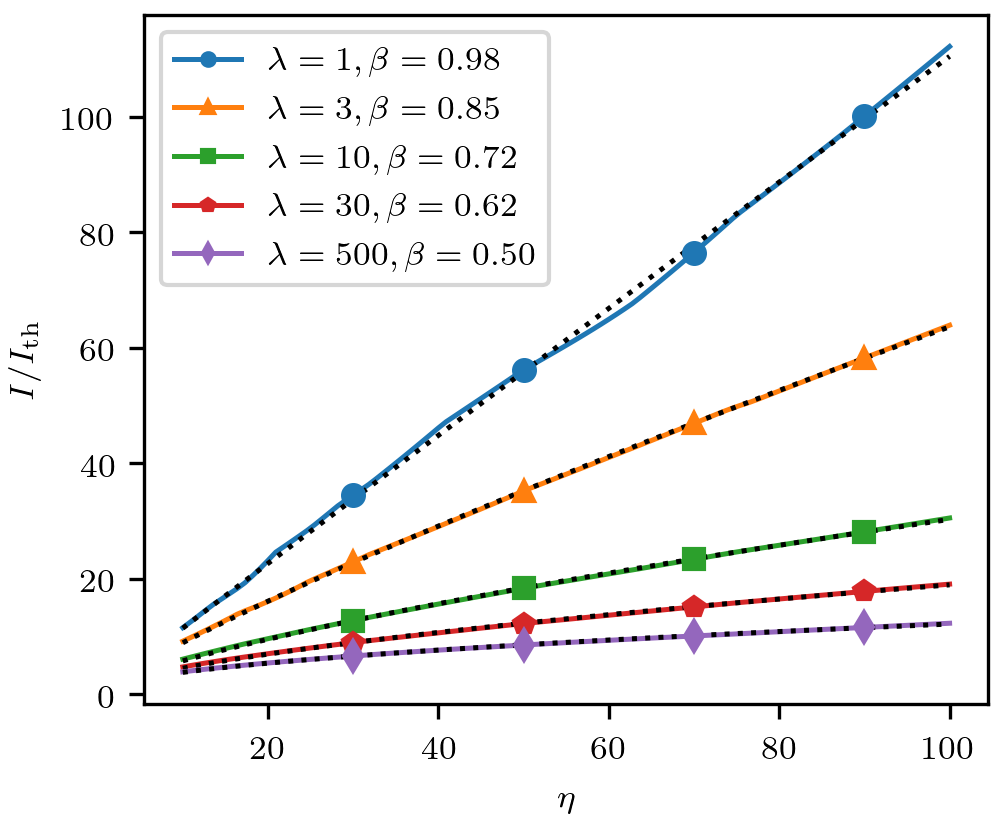 λ = 1, β = 0.98
λ = 3, β = 0.85
λ = 10, β = 0.72
λ = 30, β = 0.62
λ = 500, β = 0.50
100
80
60
40
20
0
I/I_th
20 40 60 80 100
η